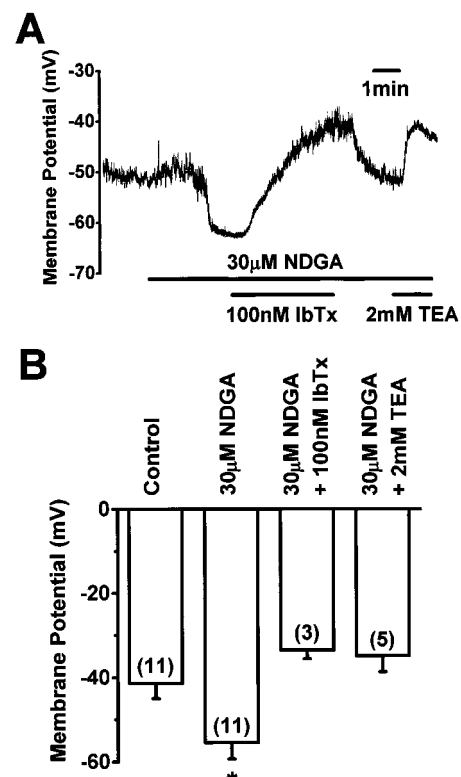 A
Membrane Potential (mV)
-30
-40
-50
-60
-70
1min
30µM NDGA
100nM IbTx
2mM TEA
B
Control
30µM NDGA
30µM NDGA
+ 100nM IbTx
30µM NDGA
+ 2mM TEA
Membrane Potential (mV)
0
-20
-40
-60
(11)
(11)
(3)
(5)
*